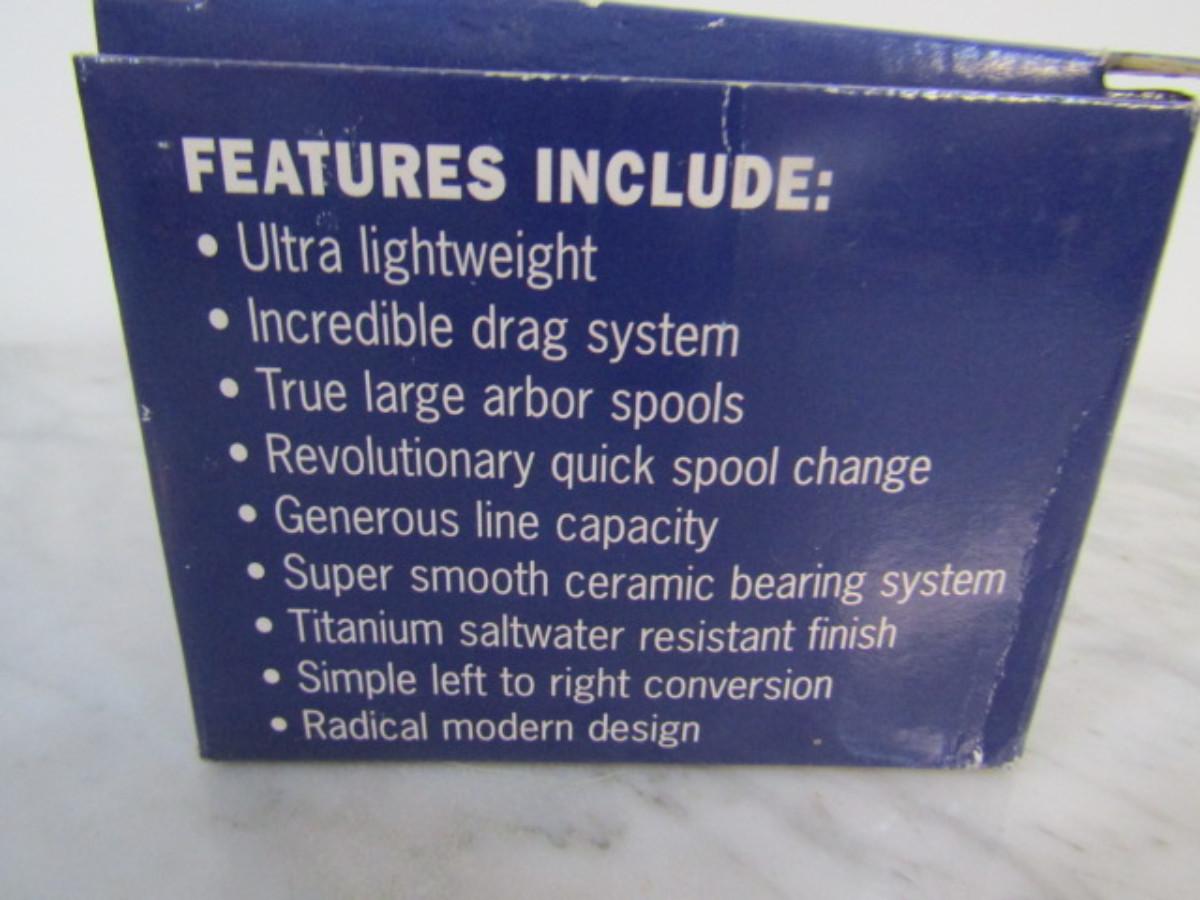 FEATURES INCLUDE:
• Ultra lightweight
• Incredible drag system
• True large arbor spools
• Revolutionary quick spool change
• Generous line capacity
• Super smooth ceramic bearing system
• Titanium saltwater resistant finish
• Simple left to right conversion
• Radical modern design